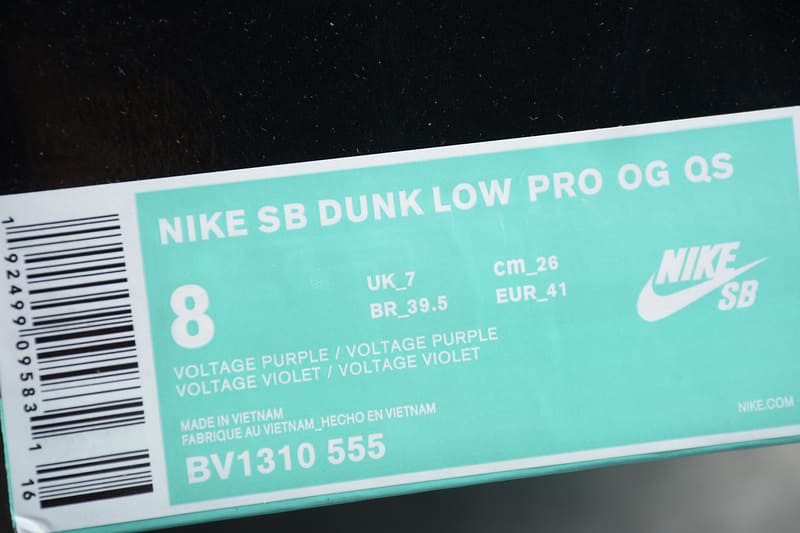 NIKE SB DUNK LOW PRO OG QS
8
UK_7
cm_26
BR_39.5
EUR_41
NIKE
SB
VOLTAGE PURPLE / VOLTAGE PURPLE
VOLTAGE VIOLET / VOLTAGE VIOLET
MADE IN VIETNAM
FABRIQUE AU VIETNAM_HECHO EN VIETNAM
BV1310 555
NIKE.COM
1 92499 09583 1 16